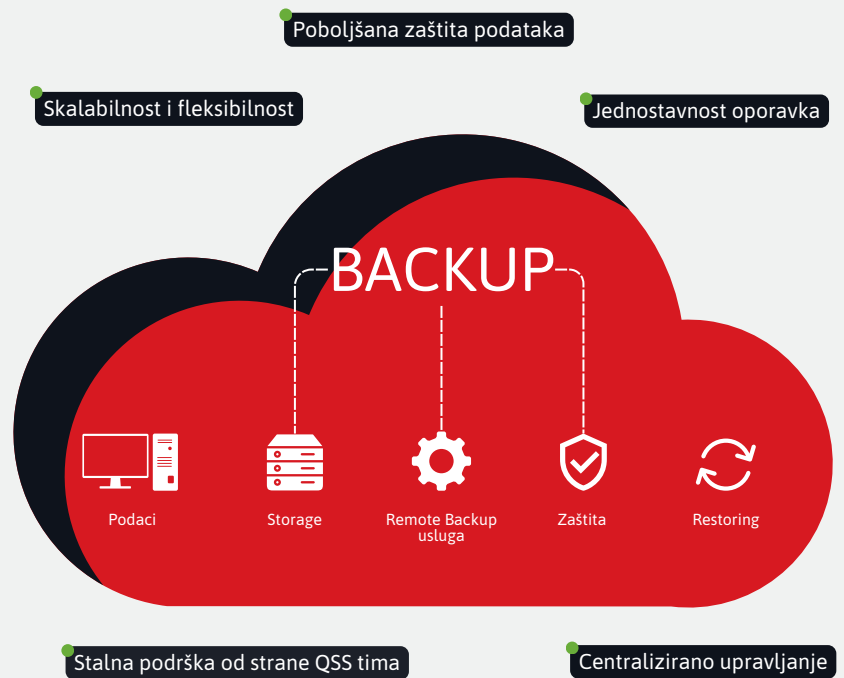 Poboljšana zaštita podataka
Skalabilnost i fleksibilnost
Jednostavnost oporavka
BACKUP
Podaci
Storage
Remote Backup
usluga
Zaštita
Restoring
Stalna podrška od strane QSS tima
Centralizirano upravljanje